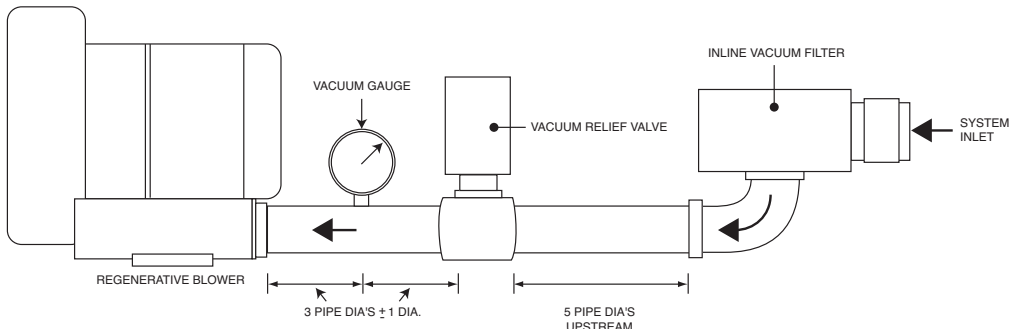 INLINE VACUUM FILTER
VACUUM GAUGE
VACUUM RELIEF VALVE
SYSTEM
INLET
REGENERATIVE BLOWER
3 PIPE DIA'S ± 1 DIA.
5 PIPE DIA'S
UPSTREAM